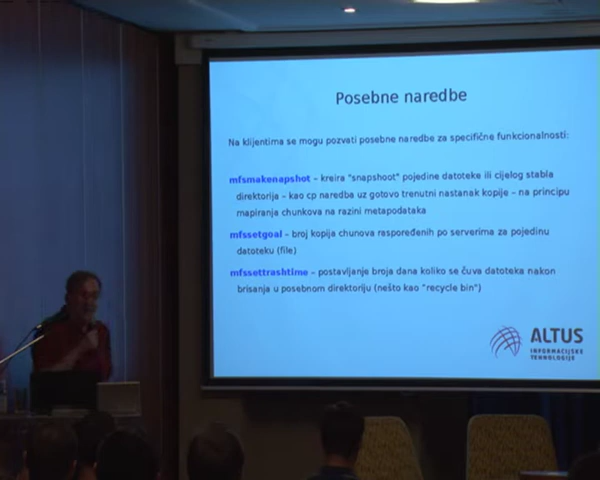 Posebne naredbe
Na klijentima se mogu pozvati posebne naredbe za specifične funkcionalnosti:
mfsmakenapshot – kreira "snapshoot" pojedine datoteke ili cijelog stabla
direktorija – kao cp naredba uz gotovo trenutni nastanak kopije – na principu
mapiranja chunkova na razini metapodataka
mfssetgoal – broj kopija chunova raspoređenih po serverima za pojedinu
datoteku (file)
mfssettrashtime – postavljanje broja dana koliko se čuva datoteka nakon
brisanja u posebnom direktoriju (nešto kao "recycle bin")
ALTUS
INFORMACIJSKE
TEHNOLOGIJE